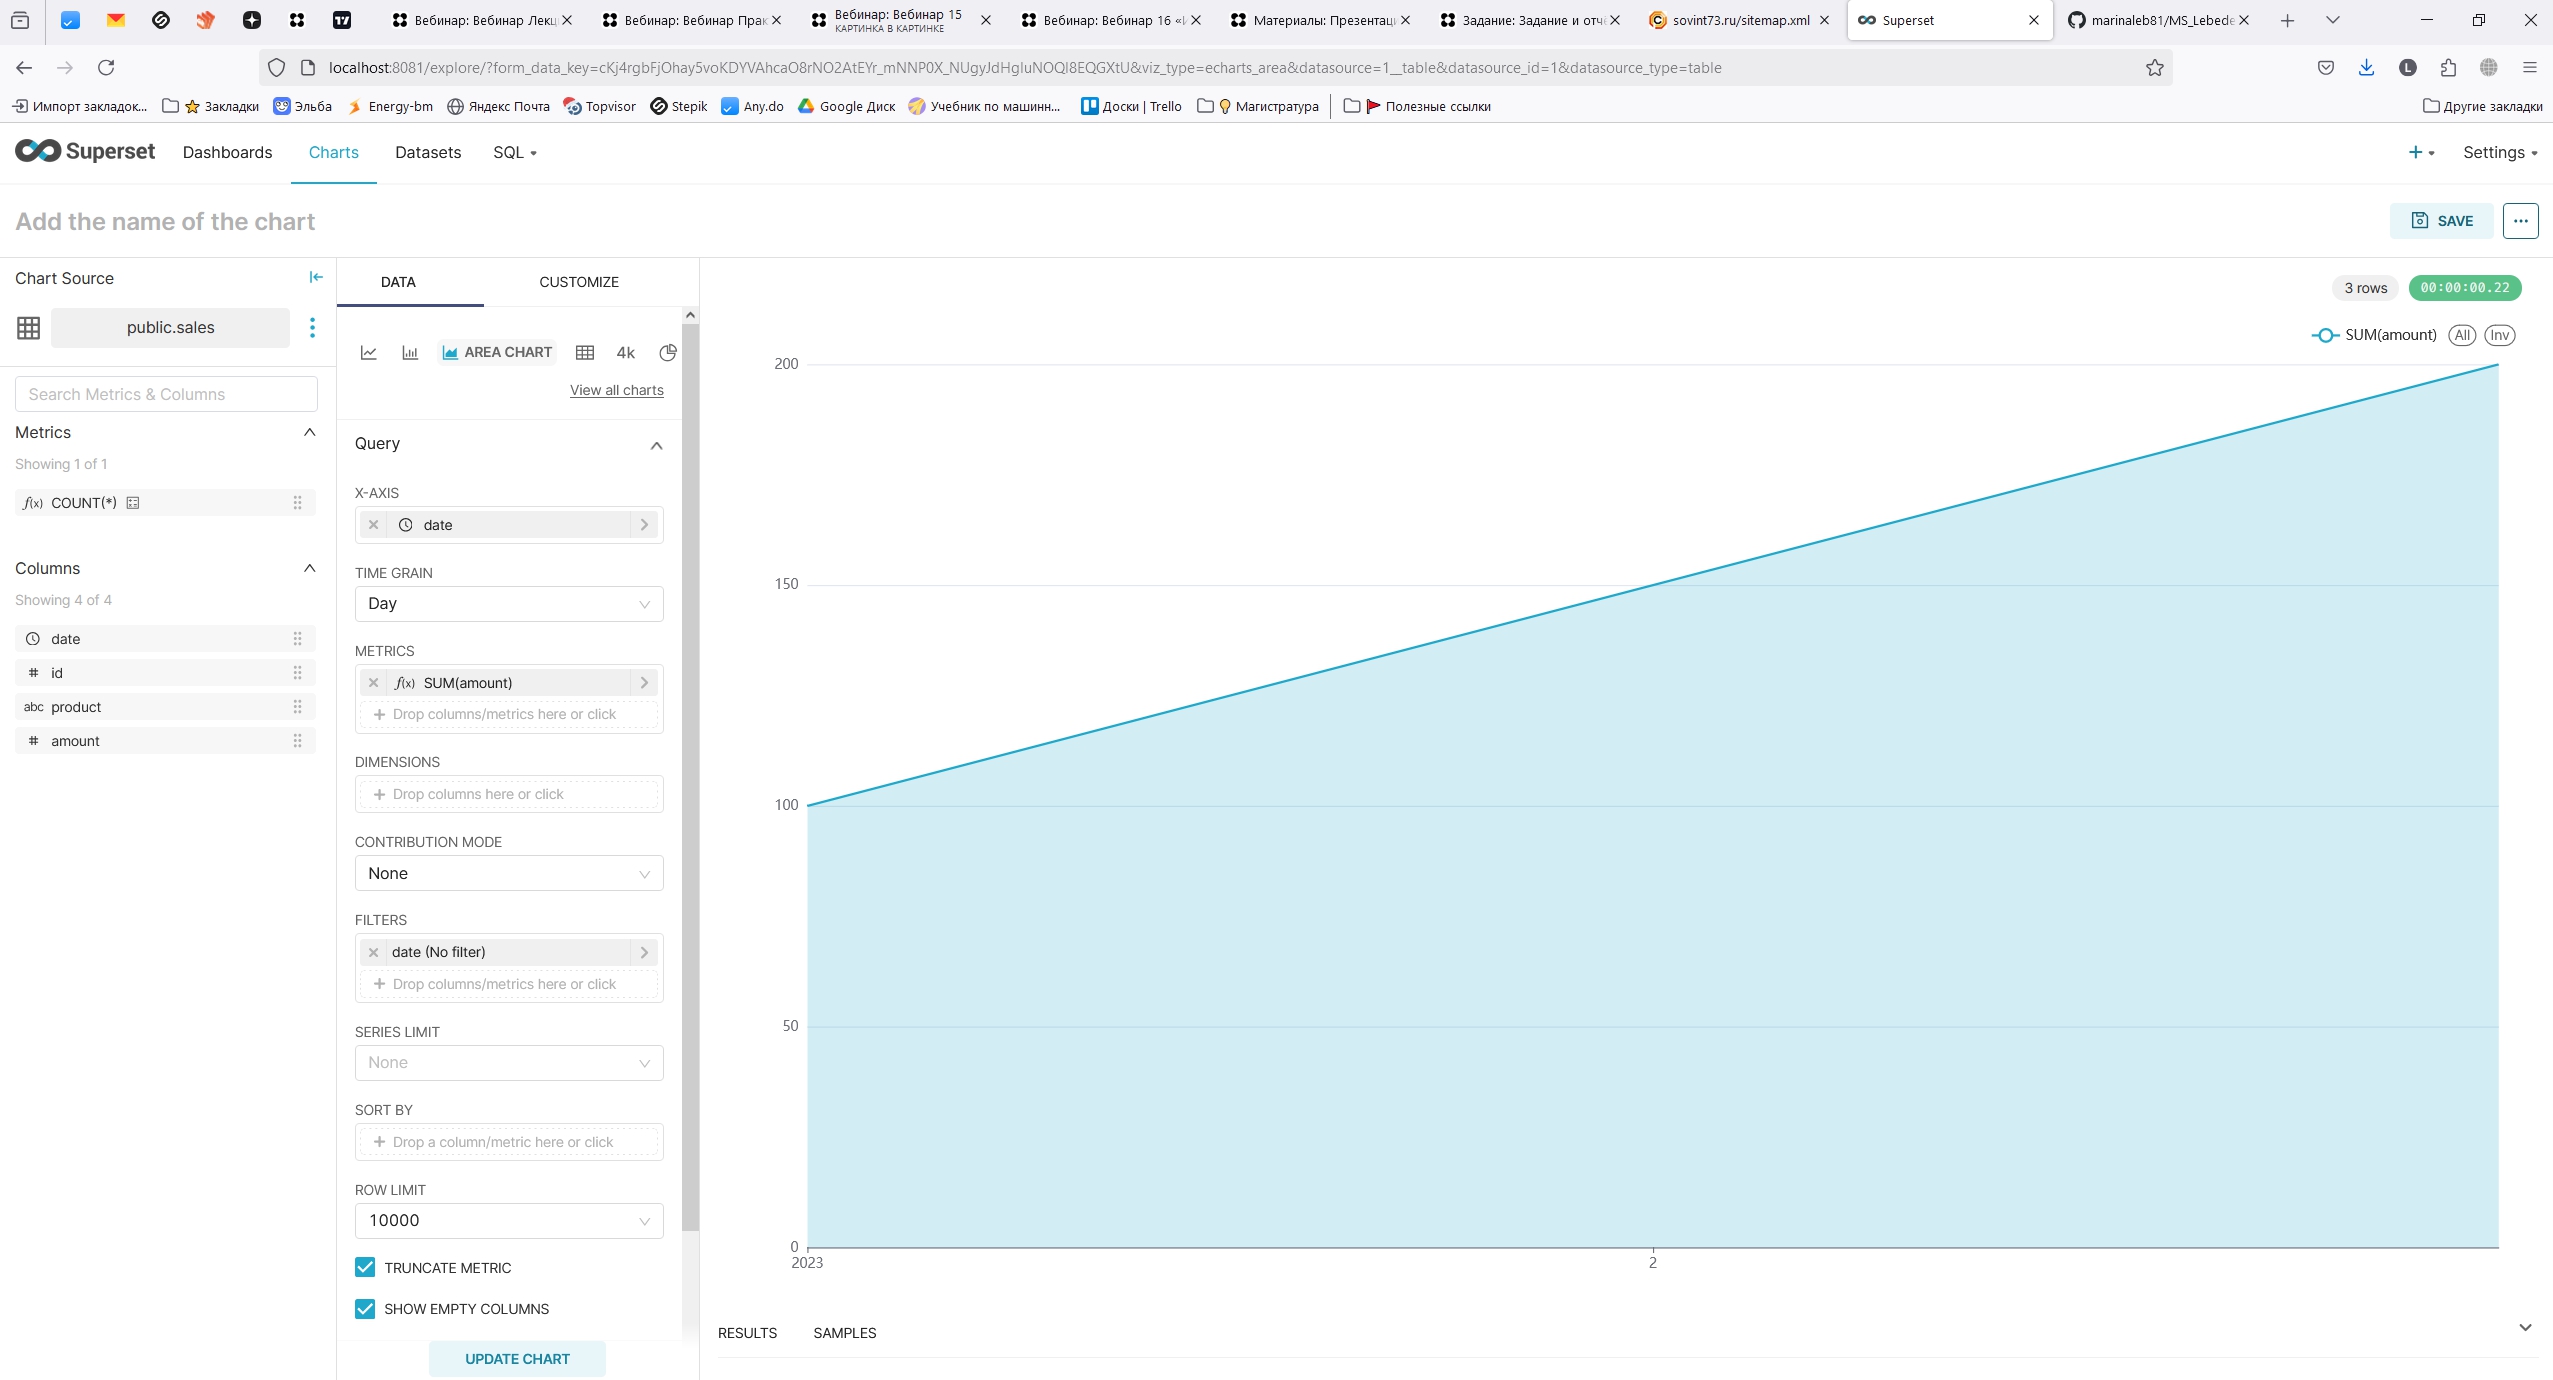 Вебинар: Вебинар Лекц
Вебинар: Вебинар Прак
Вебинар: Вебинар 15
КАРТИНКА В КАРТИНКЕ
Вебинар: Вебинар 16 «И
Материалы: Презентаци
Задание: Задание и отчё
sovint73.ru/sitemap.xml
Superset
marinaleb81/MS_Lebede
localhost:8081/explore/?form_data_key=cKj4rgbFjOhay5voKDYVAhcaO8rNO2AtEYr_mNNP0X_NUgyJdHgluNOQl8EQGXtU&viz_type=echarts_area&datasource=1__table&datasource_id=1&datasource_type=table
L
Импорт закладок...
Закладки
Эльба
Energy-bm
Яндекс Почта
Topvisor
Stepik
Any.do
Google Диск
Учебник по машинн...
Доски | Trello
Магистратура
Полезные ссылки
Другие закладки
Superset
Dashboards
Charts
Datasets
SQL
Settings
Add the name of the chart
SAVE
Chart Source
public.sales
Search Metrics & Columns
Metrics
Showing 1 of 1
f(x) COUNT(*)
Columns
Showing 4 of 4
date
# id
abc product
# amount
DATA
CUSTOMIZE
AREA CHART
4k
View all charts
Query
X-AXIS
date
TIME GRAIN
Day
METRICS
f(x) SUM(amount)
Drop columns/metrics here or click
DIMENSIONS
Drop columns here or click
CONTRIBUTION MODE
None
FILTERS
date (No filter)
Drop columns/metrics here or click
SERIES LIMIT
None
SORT BY
Drop a column/metric here or click
ROW LIMIT
10000
TRUNCATE METRIC
SHOW EMPTY COLUMNS
UPDATE CHART
3 rows
00:00:00.22
SUM(amount)
All
Inv
200
150
100
50
0
2023
2
RESULTS
SAMPLES